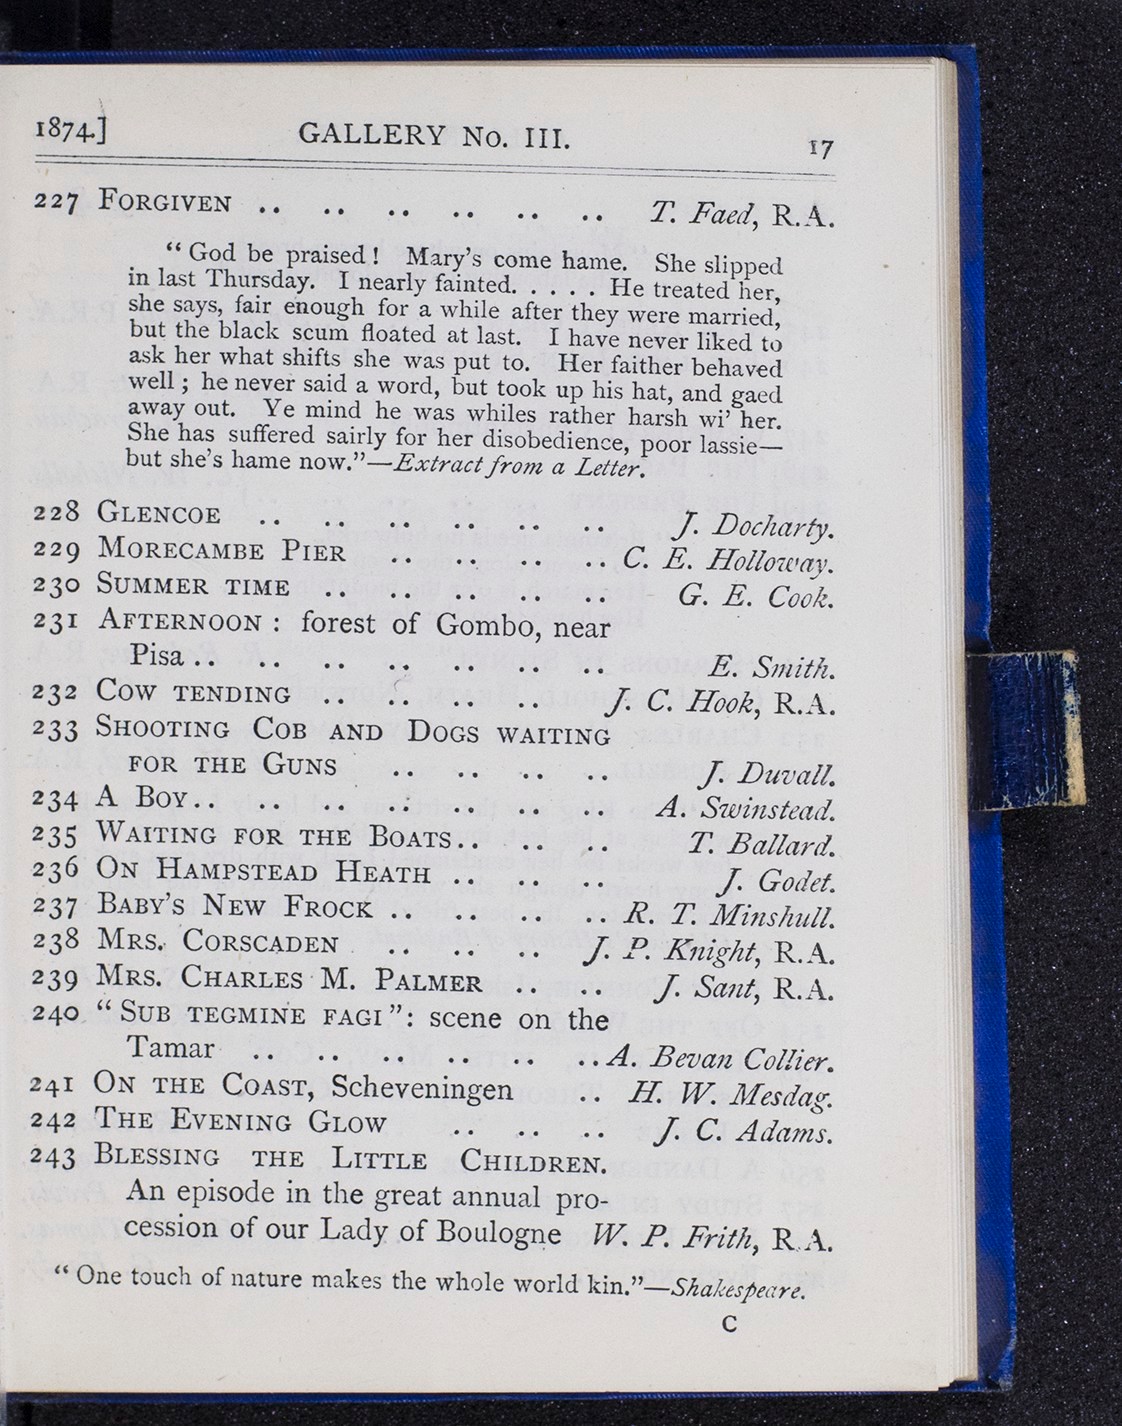 1874.] GALLERY No. III. 17
227 FORGIVEN .. .. .. .. .. .. T. Faed, R.A.
“God be praised! Mary’s come hame. She slipped
in last Thursday. I nearly fainted. . . . . He treated her,
she says, fair enough for a while after they were married,
but the black scum floated at last. I have never liked to
ask her what shifts she was put to. Her faither behaved
well; he never said a word, but took up his hat, and gaed
away out. Ye mind he was whiles rather harsh wi’ her.
She has suffered sairly for her disobedience, poor lassie—
but she’s hame now.”—Extract from a Letter.
228 GLENCOE .. .. .. .. .. .. J. Docharty.
229 MORECAMBE PIER .. .. .. .. C. E. Holloway.
230 SUMMER TIME .. .. .. .. .. G. E. Cook.
231 AFTERNOON: forest of Gombo, near
Pisa .. .. .. .. .. .. .. E. Smith.
232 COW TENDING .. .. .. .. J. C. Hook, R.A.
233 SHOOTING COB AND DOGS WAITING
FOR THE GUNS .. .. .. .. J. Duvall.
234 A BOY .. .. .. .. .. .. .. A. Swinstead.
235 WAITING FOR THE BOATS .. .. .. T. Ballard.
236 ON HAMPSTEAD HEATH .. .. .. J. Godet.
237 BABY’S NEW FROCK .. .. .. .. R. T. Minshull.
238 MRS. CORSCADEN .. .. .. J. P. Knight, R.A.
239 MRS. CHARLES M. PALMER .. .. J. Sant, R.A.
240 “SUB TEGMINE FAGI”: scene on the
Tamar .. .. .. .. .. .. A. Bevan Collier.
241 ON THE COAST, Scheveningen .. H. W. Mesdag.
242 THE EVENING GLOW .. .. .. J. C. Adams.
243 BLESSING THE LITTLE CHILDREN.
An episode in the great annual pro-
cession of our Lady of Boulogne W. P. Frith, R.A.
“One touch of nature makes the whole world kin.”—Shakespeare.
C